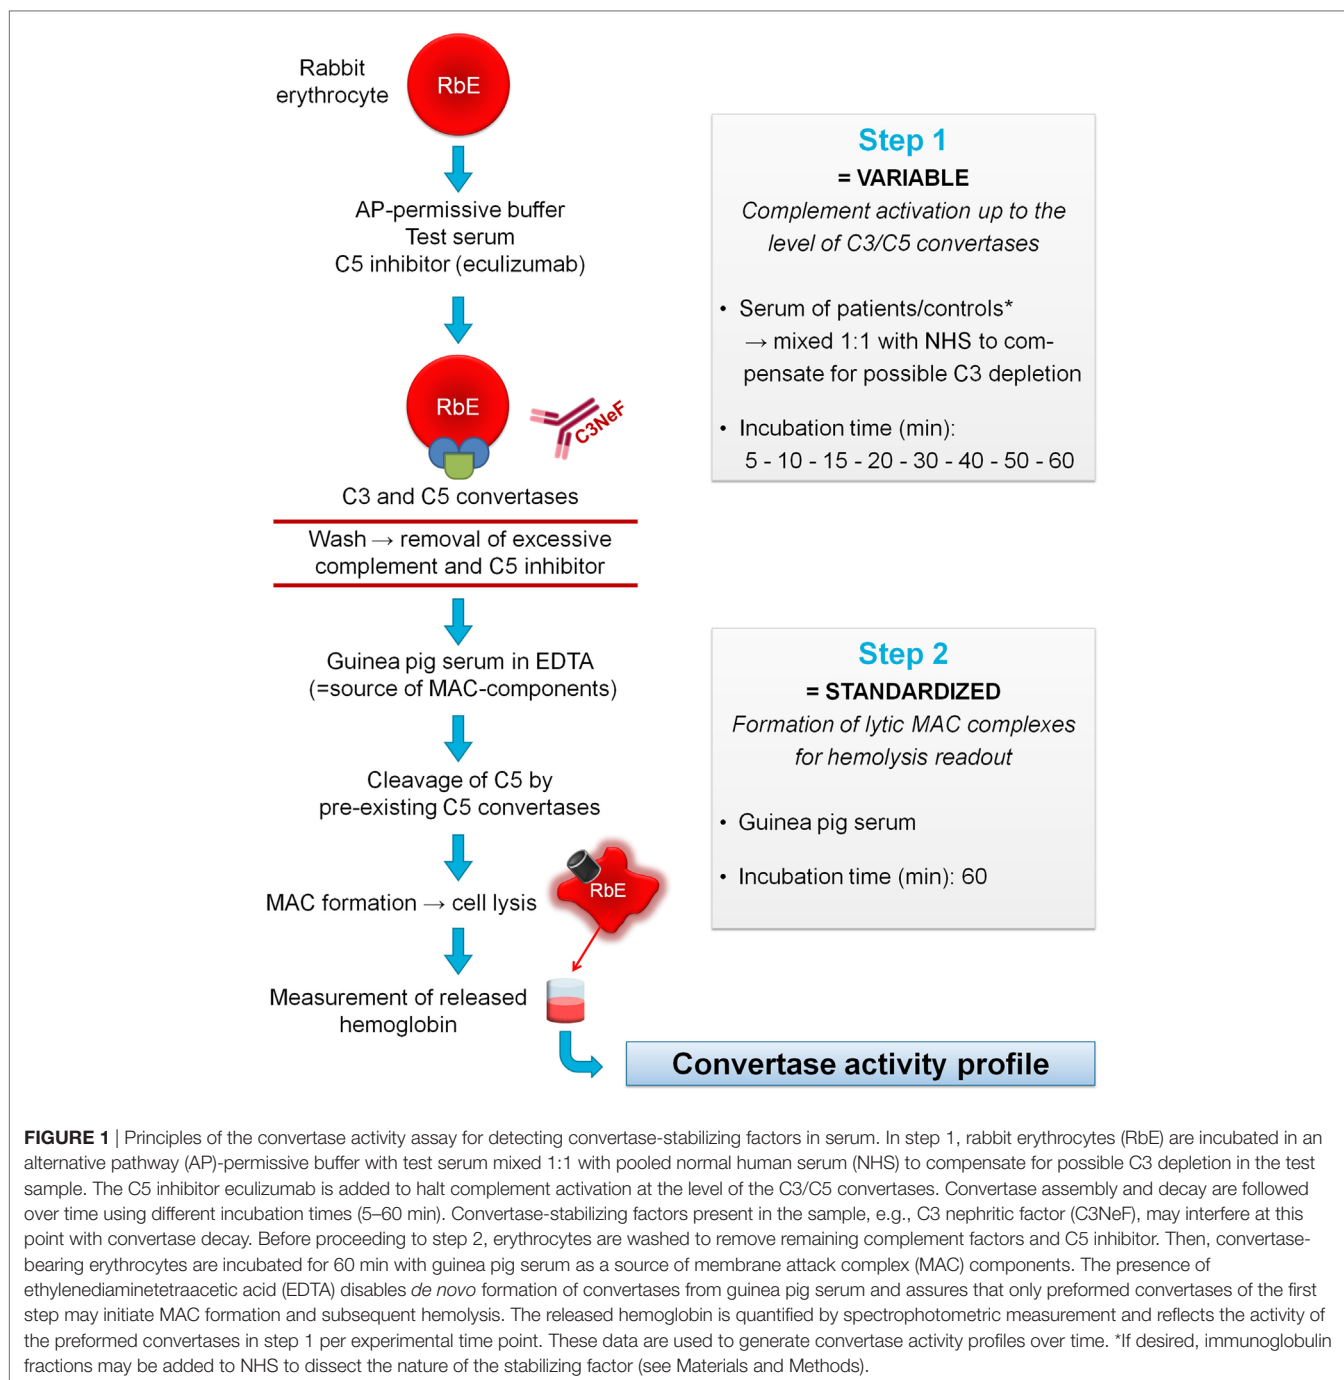 Rabbit
erythrocyte
RbE
AP-permissive buffer
Test serum
C5 inhibitor (eculizumab)
RbE
C3NeF
C3 and C5 convertases
Wash → removal of excessive
complement and C5 inhibitor
Guinea pig serum in EDTA
(=source of MAC-components)
Cleavage of C5 by
pre-existing C5 convertases
MAC formation → cell lysis
RbE
Measurement of released
hemoglobin
Step 1
= VARIABLE
Complement activation up to the
level of C3/C5 convertases
• Serum of patients/controls*
→ mixed 1:1 with NHS to com-
pensate for possible C3 depletion
• Incubation time (min):
5 - 10 - 15 - 20 - 30 - 40 - 50 - 60
Step 2
= STANDARDIZED
Formation of lytic MAC complexes
for hemolysis readout
• Guinea pig serum
• Incubation time (min): 60
Convertase activity profile
FIGURE 1 | Principles of the convertase activity assay for detecting convertase-stabilizing factors in serum. In step 1, rabbit erythrocytes (RbE) are incubated in an
alternative pathway (AP)-permissive buffer with test serum mixed 1:1 with pooled normal human serum (NHS) to compensate for possible C3 depletion in the test
sample. The C5 inhibitor eculizumab is added to halt complement activation at the level of the C3/C5 convertases. Convertase assembly and decay are followed
over time using different incubation times (5–60 min). Convertase-stabilizing factors present in the sample, e.g., C3 nephritic factor (C3NeF), may interfere at this
point with convertase decay. Before proceeding to step 2, erythrocytes are washed to remove remaining complement factors and C5 inhibitor. Then, convertase-
bearing erythrocytes are incubated for 60 min with guinea pig serum as a source of membrane attack complex (MAC) components. The presence of
ethylenediaminetetraacetic acid (EDTA) disables de novo formation of convertases from guinea pig serum and assures that only preformed convertases of the first
step may initiate MAC formation and subsequent hemolysis. The released hemoglobin is quantified by spectrophotometric measurement and reflects the activity of
the preformed convertases in step 1 per experimental time point. These data are used to generate convertase activity profiles over time. *If desired, immunoglobulin
fractions may be added to NHS to dissect the nature of the stabilizing factor (see Materials and Methods).